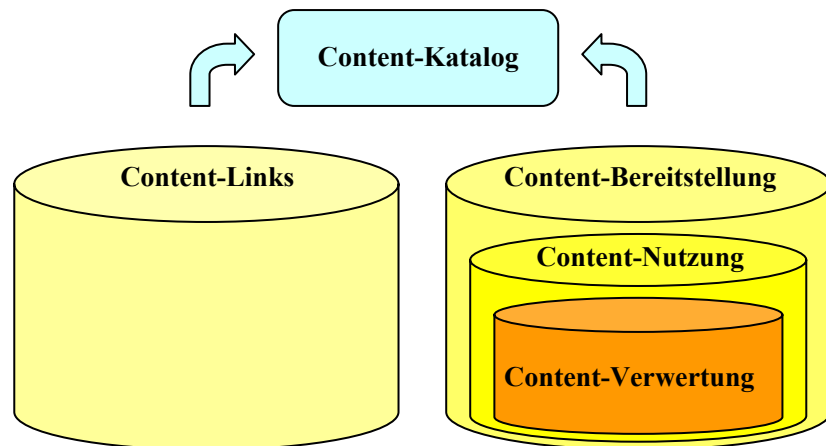 Content-Katalog
Content-Links
Content-Bereitstellung
Content-Nutzung
Content-Verwertung